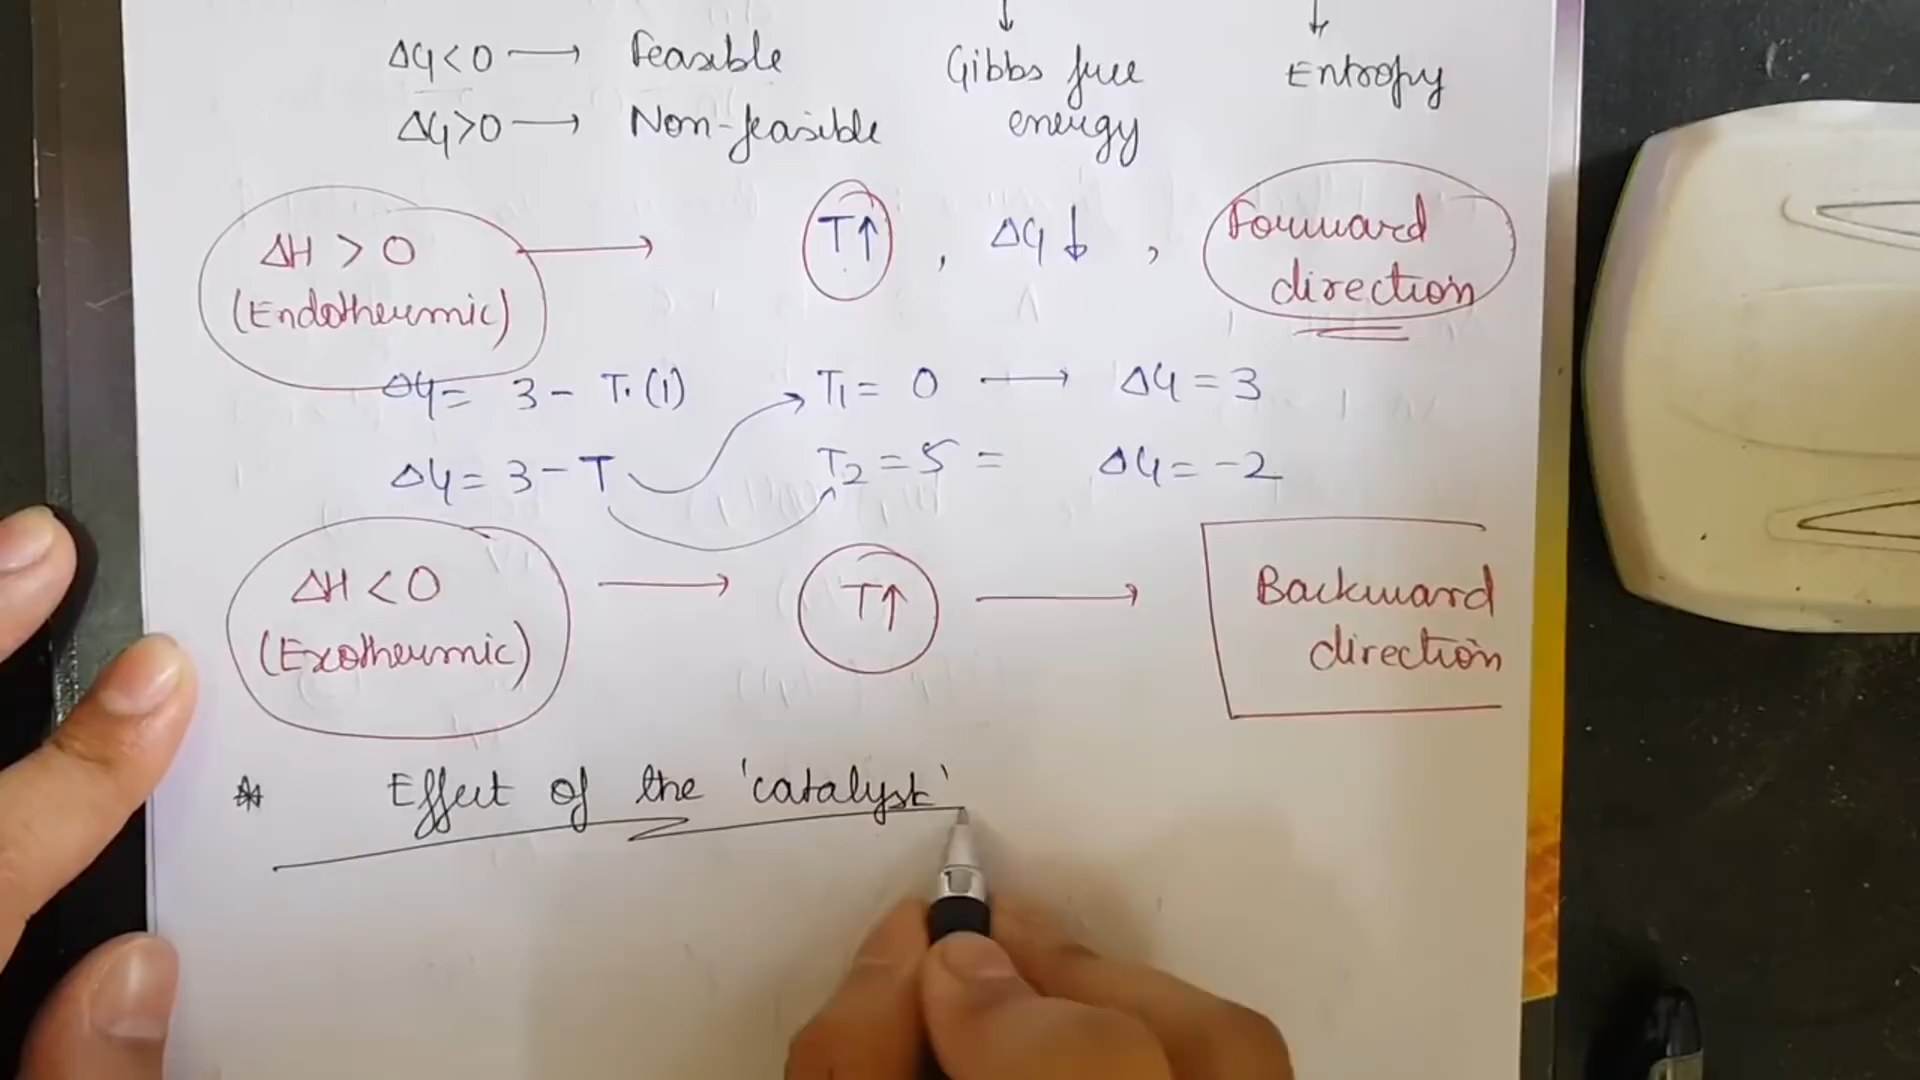 ΔG<0 → Feasible
ΔG>0 → Non-feasible
↓
Gibbs free
energy
↓
Entropy
ΔH > 0
(Endothermic)
→ T↑ , ΔG↓ ,
Forward
direction
ΔG = 3 - T.(1)
T1 = 0 → ΔG = 3
ΔG = 3 - T
T2 = 5 = ΔG = -2
ΔH < 0
(Exothermic)
→ T↑ →
Backward
direction
* Effect of the 'catalyst'